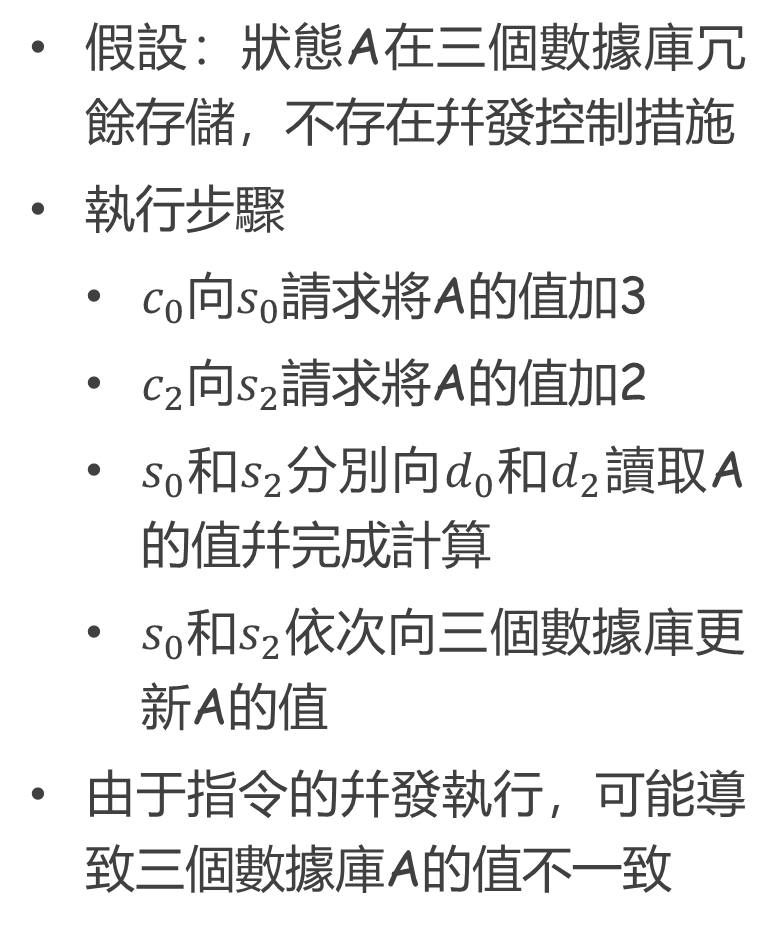 • 假設：狀態A在三個數據庫冗
餘存儲，不存在幷發控制措施
• 執行步驟
• c₀向s₀請求將A的值加3
• c₂向s₂請求將A的值加2
• s₀和s₂分別向d₀和d₂讀取A
的值幷完成計算
• s₀和s₂依次向三個數據庫更
新A的值
• 由于指令的幷發執行，可能導
致三個數據庫A的值不一致